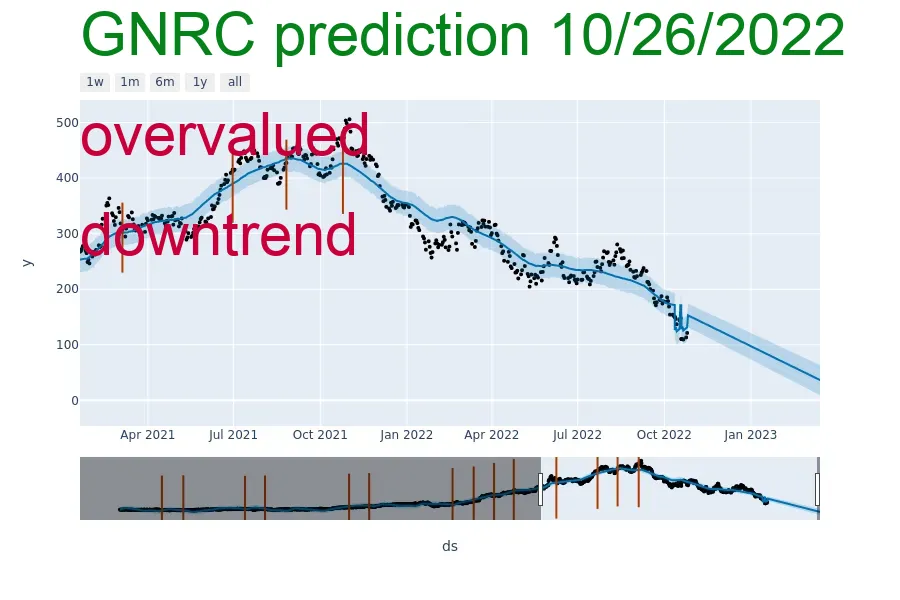 GNRC prediction 10/26/2022
1w 1m 6m 1y all
overvalued
downtrend
500
400
300
200
100
0
y
Apr 2021 Jul 2021 Oct 2021 Jan 2022 Apr 2022 Jul 2022 Oct 2022 Jan 2023
ds